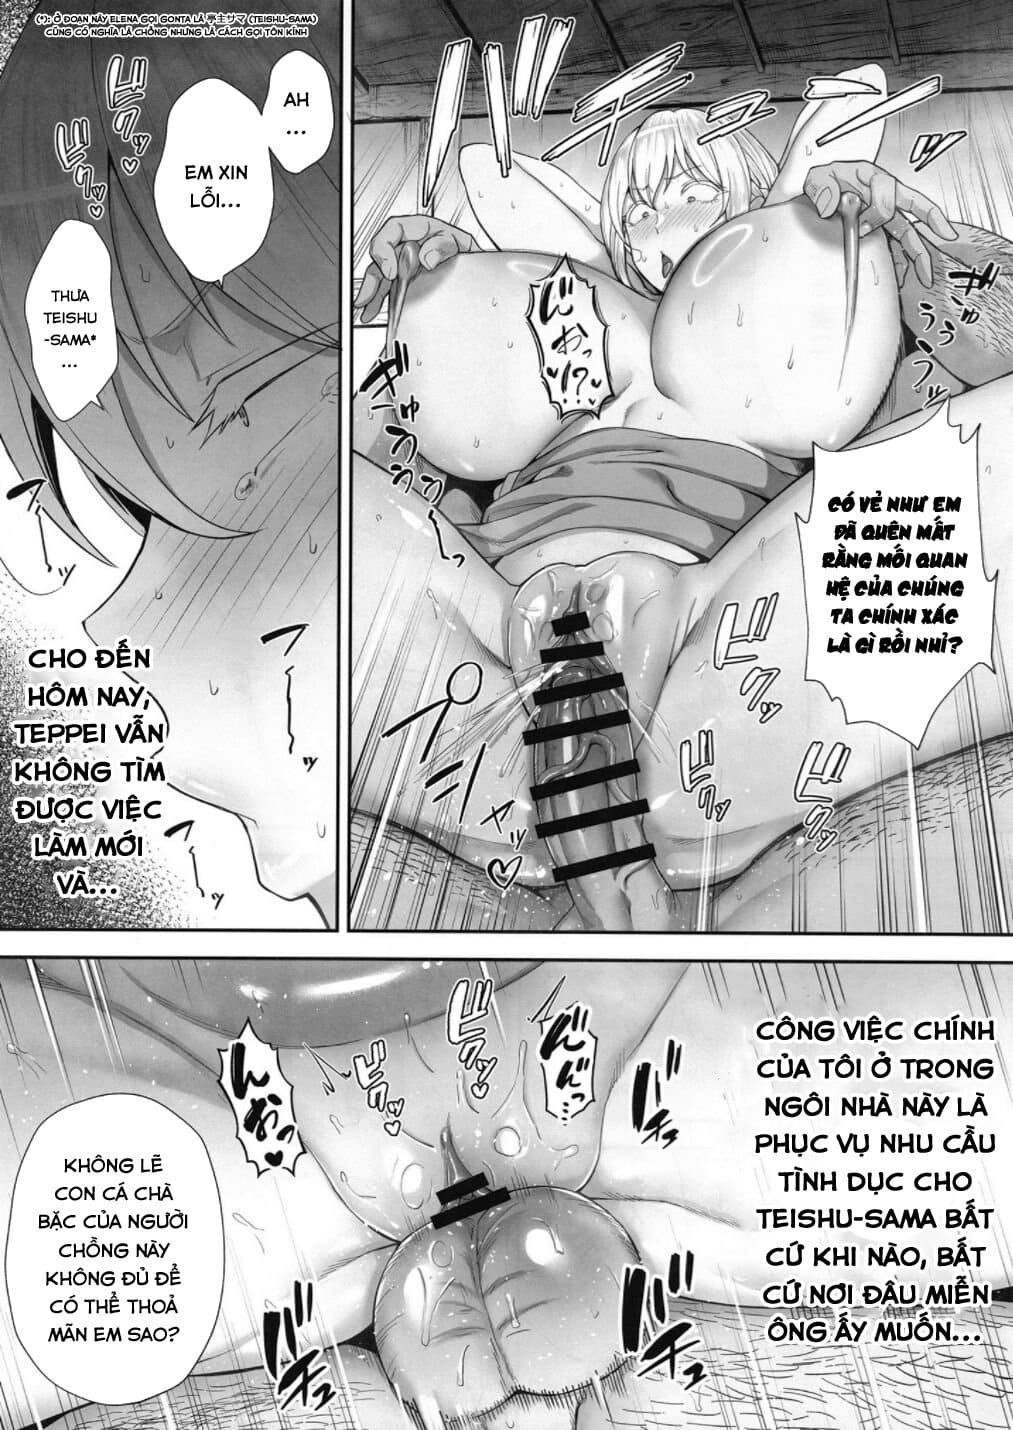 (*): Ở ĐOẠN NÀY ELENA GỌI GONTA LÀ 亭主サマ (TEISHU-SAMA)
CŨNG CÓ NGHĨA LÀ CHỒNG NHƯNG LÀ CÁCH GỌI TÔN KÍNH
んおっ!?
CÓ VẺ NHƯ EM
ĐÃ QUÊN MẤT
RẰNG MỐI QUAN
HỆ CỦA CHÚNG
TA CHÍNH XÁC
LÀ GÌ RỒI NHỈ?
AH
...
EM XIN
LỖI...
THƯA
TEISHU
-SAMA*
...
CHO ĐẾN
HÔM NAY,
TEPPEI VẪN
KHÔNG TÌM
ĐƯỢC VIỆC
LÀM MỚI
VÀ...
CÔNG VIỆC CHÍNH
CỦA TÔI Ở TRONG
NGÔI NHÀ NÀY LÀ
PHỤC VỤ NHU CẦU
TÌNH DỤC CHO
TEISHU-SAMA BẤT
CỨ KHI NÀO, BẤT
CỨ NƠI ĐÂU MIỄN
ÔNG ẤY MUỐN...
KHÔNG LẼ
CON CÁ CHÀ
BẶC CỦA NGƯỜI
CHỒNG NÀY
KHÔNG ĐỦ ĐỂ
CÓ THỂ THOẢ
MÃN EM SAO?